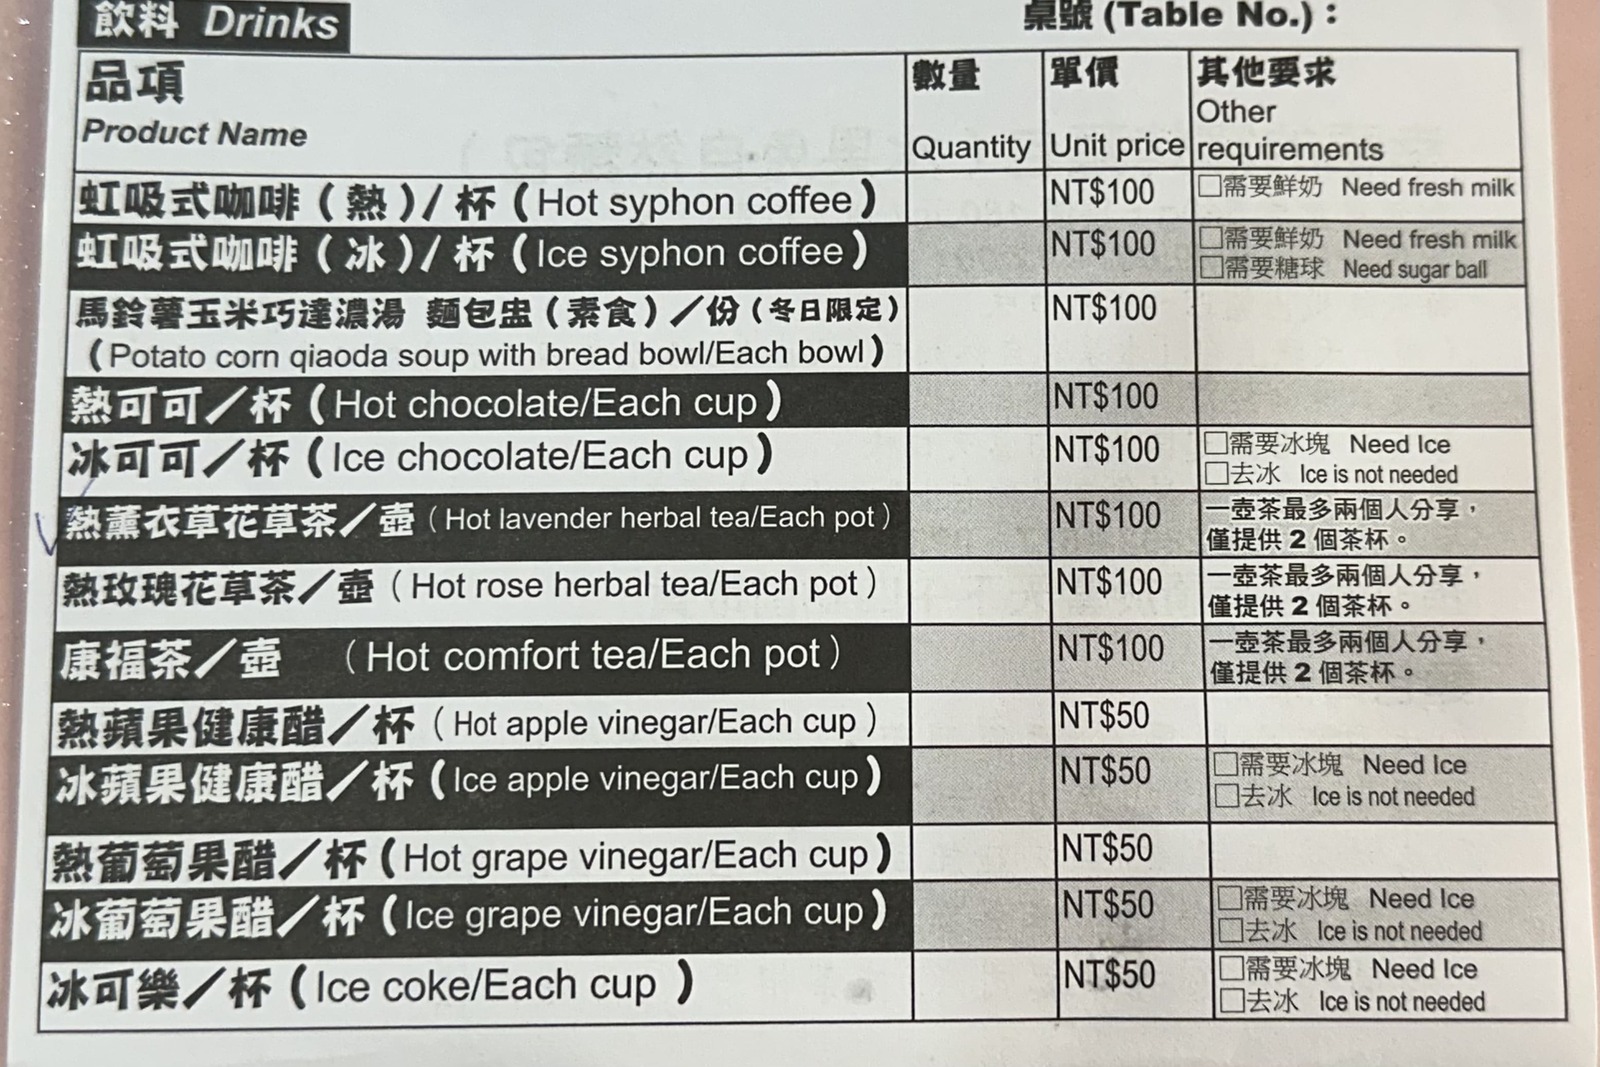 飲料 Drinks
桌號 (Table No.)：
品項
Product Name
數量
Quantity
單價
Unit price
其他要求
Other
requirements
虹吸式咖啡（熱）/ 杯（Hot syphon coffee）
NT$100
□需要鮮奶 Need fresh milk
虹吸式咖啡（冰）/ 杯（Ice syphon coffee）
NT$100
□需要鮮奶 Need fresh milk
□需要糖球 Need sugar ball
馬鈴薯玉米巧達濃湯 麵包盅（素食）／份（冬日限定）
（Potato corn qiaoda soup with bread bowl/Each bowl）
NT$100
熱可可／杯（Hot chocolate/Each cup）
NT$100
冰可可／杯（Ice chocolate/Each cup）
NT$100
□需要冰塊 Need Ice
□去冰 Ice is not needed
熱薰衣草花草茶／壺（Hot lavender herbal tea/Each pot）
NT$100
一壺茶最多兩個人分享，
僅提供 2 個茶杯。
熱玫瑰花草茶／壺（Hot rose herbal tea/Each pot）
NT$100
一壺茶最多兩個人分享，
僅提供 2 個茶杯。
康福茶／壺 （Hot comfort tea/Each pot）
NT$100
一壺茶最多兩個人分享，
僅提供 2 個茶杯。
熱蘋果健康醋／杯（Hot apple vinegar/Each cup）
NT$50
冰蘋果健康醋／杯（Ice apple vinegar/Each cup）
NT$50
□需要冰塊 Need Ice
□去冰 Ice is not needed
熱葡萄果醋／杯（Hot grape vinegar/Each cup）
NT$50
冰葡萄果醋／杯（Ice grape vinegar/Each cup）
NT$50
□需要冰塊 Need Ice
□去冰 Ice is not needed
冰可樂／杯（Ice coke/Each cup ）
NT$50
□需要冰塊 Need Ice
□去冰 Ice is not needed